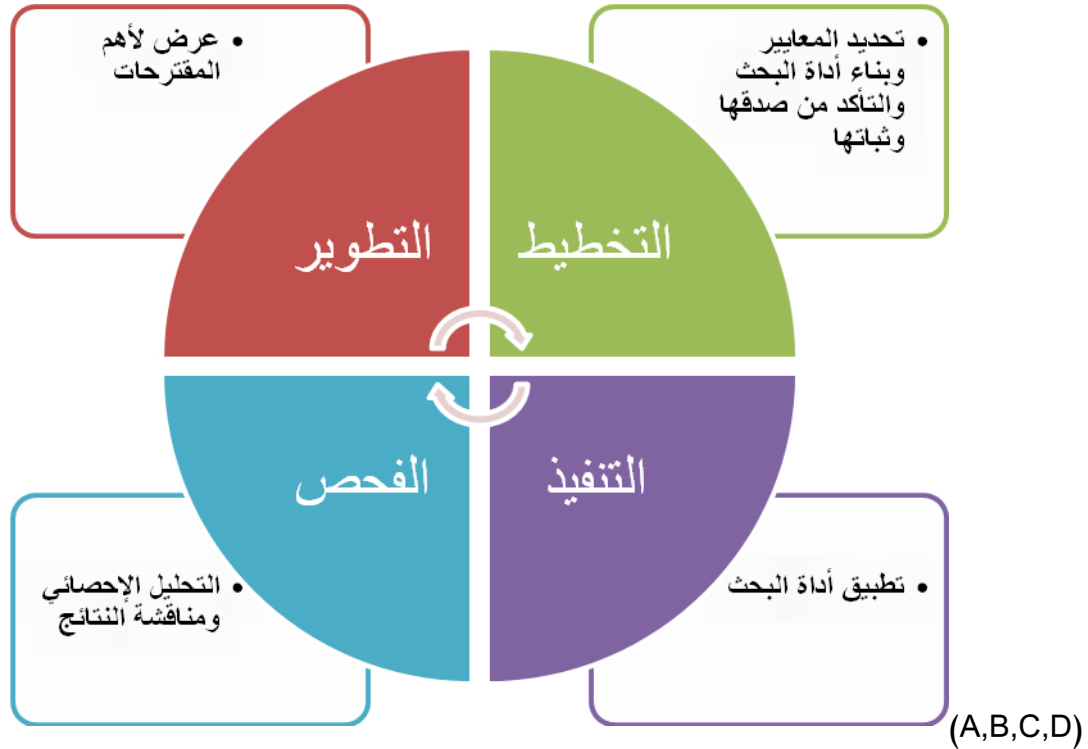 • تحديد المعايير
وبناء أداة البحث
والتأكد من صدقها
وثباتها
• عرض لأهم
المقترحات
التخطيط
التطوير
التنفيذ
الفحص
• تطبيق أداة البحث
• التحليل الإحصائي
ومناقشة النتائج
(A,B,C,D)